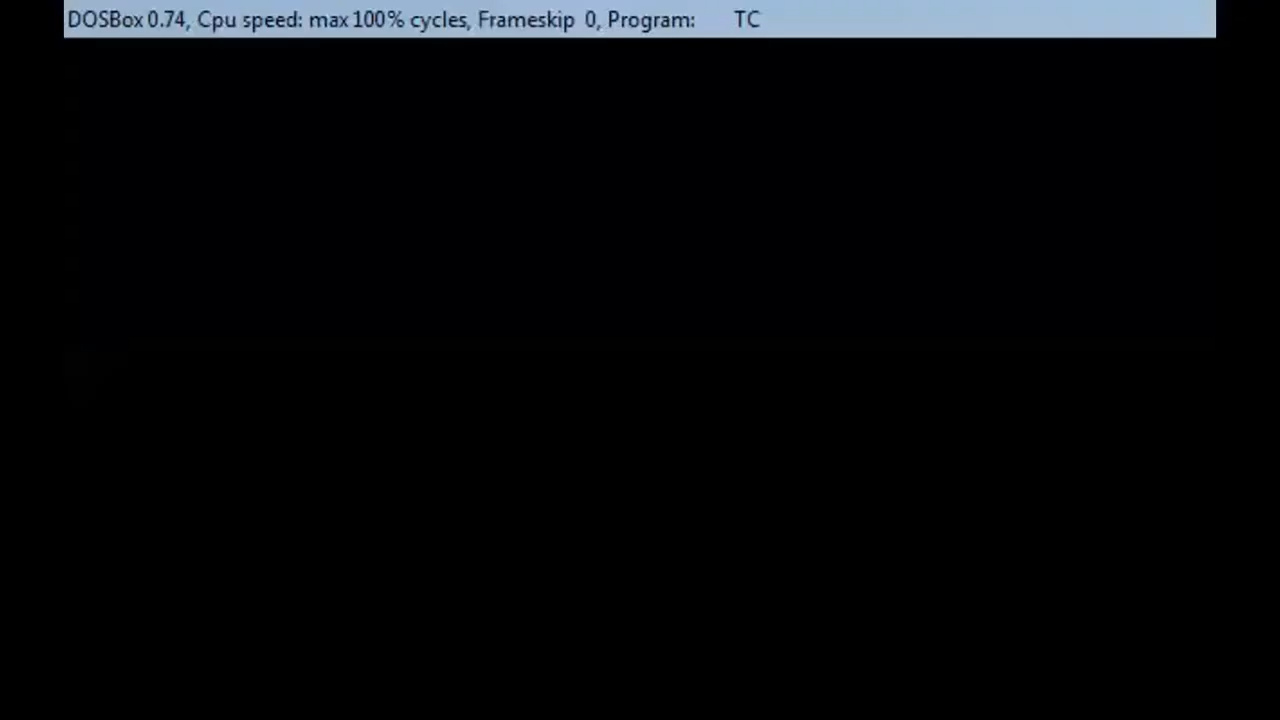 DOSBox 0.74, Cpu speed: max 100% cycles, Frameskip 0, Program: TC